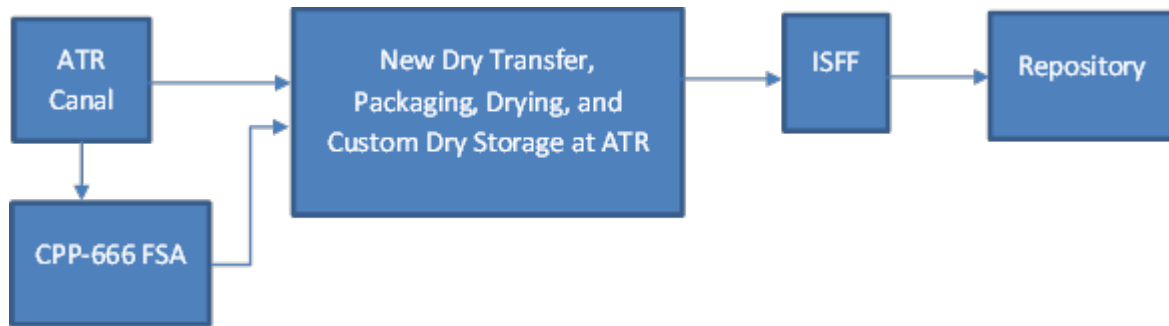 ATR
Canal
New Dry Transfer,
Packaging, Drying, and
Custom Dry Storage at ATR
ISFF
Repository
CPP-666 FSA